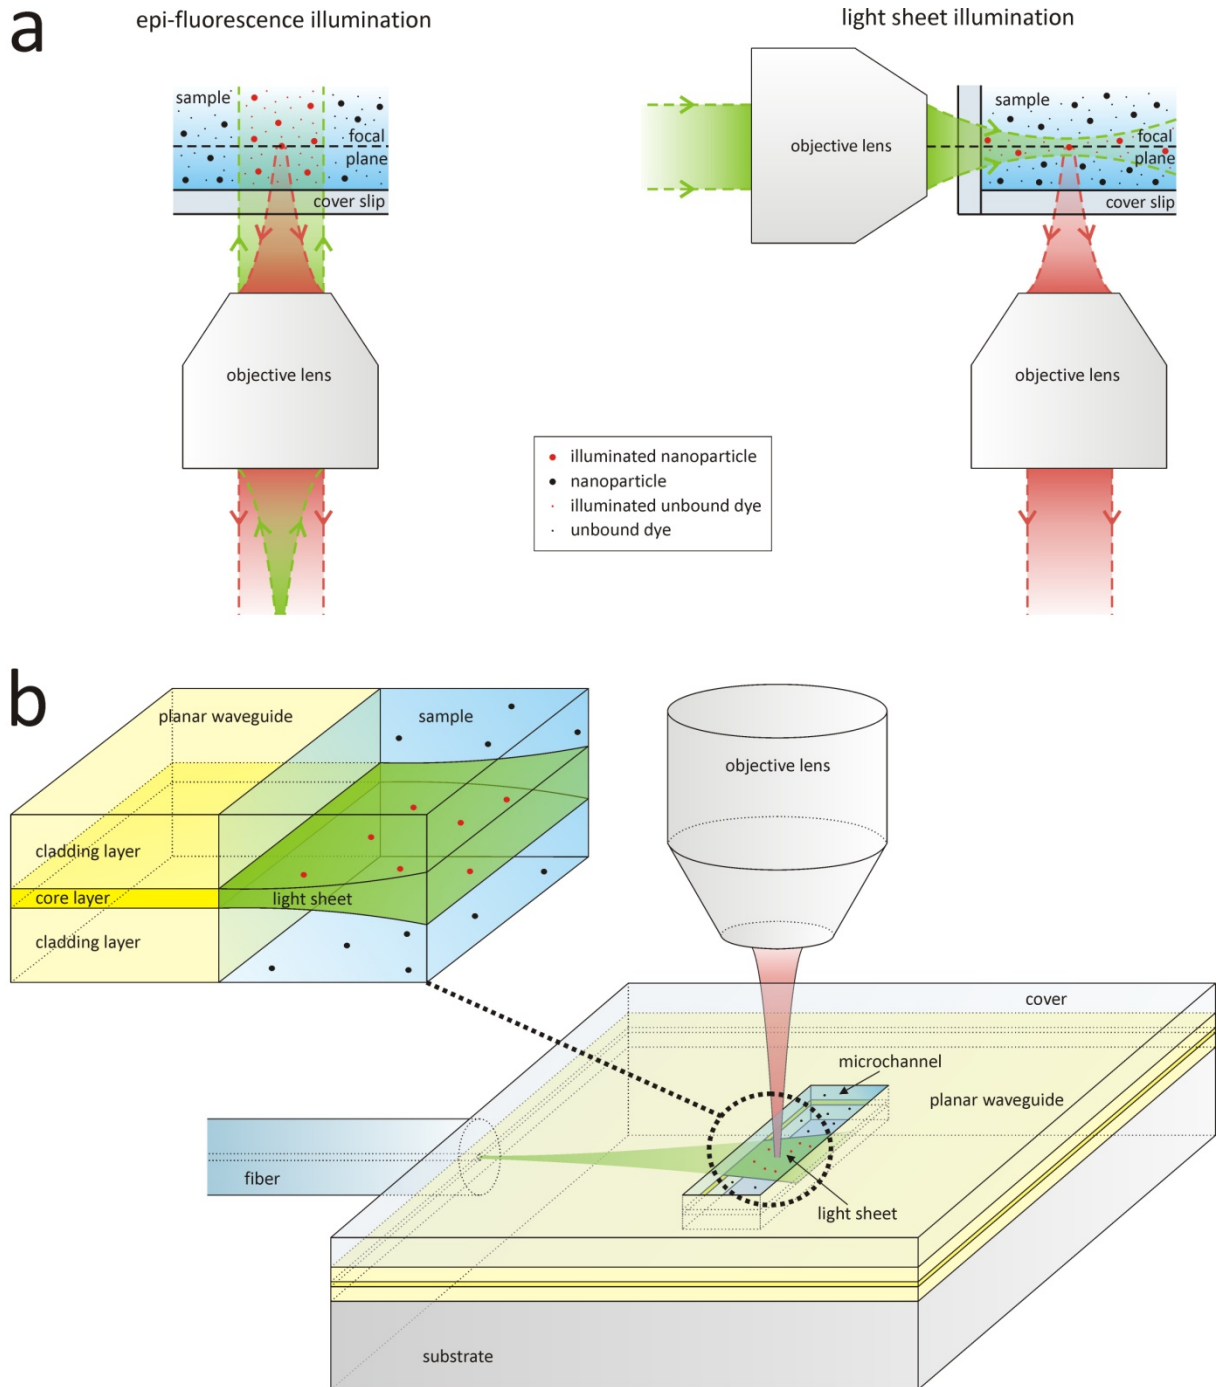 a
epi-fluorescence illumination
light sheet illumination
sample
focal
plane
cover slip
objective lens
objective lens
sample
focal
plane
cover slip
objective lens
illuminated nanoparticle
nanoparticle
illuminated unbound dye
unbound dye
b
planar waveguide
sample
cladding layer
core layer
light sheet
cladding layer
objective lens
cover
microchannel
planar waveguide
fiber
light sheet
substrate